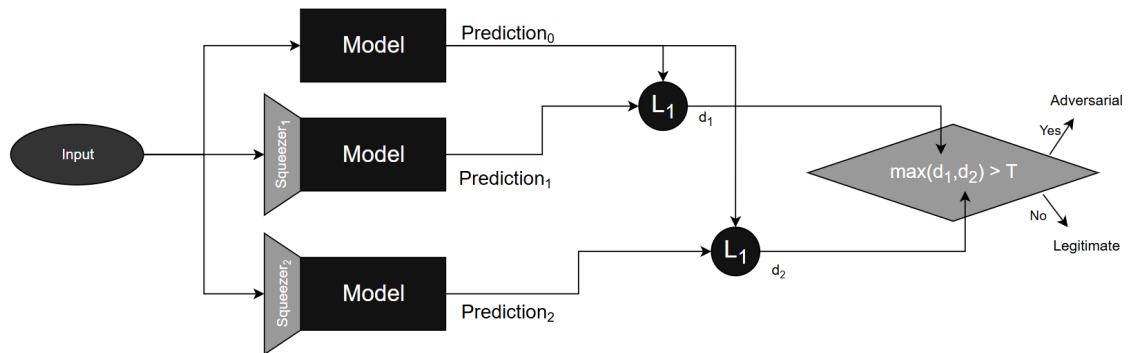 Input
Model
Prediction₀
Squeezer₁
Model
Prediction₁
Squeezer₂
Model
Prediction₂
L₁
d₁
L₁
d₂
max(d₁,d₂) > T
Yes
Adversarial
No
Legitimate